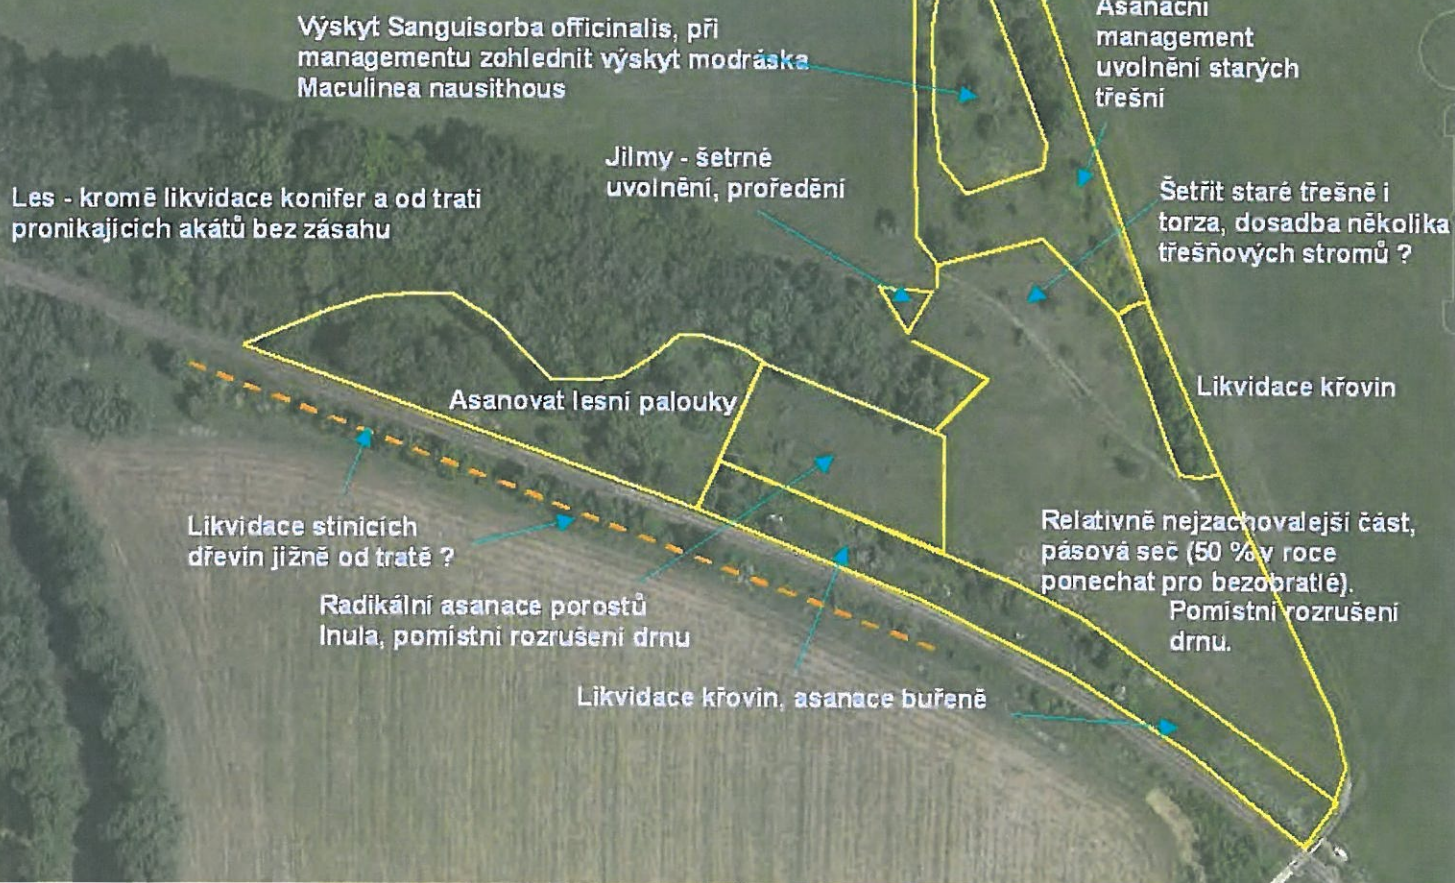 Výskyt Sanguisorba officinalis, při
managementu zohlednit výskyt modráska
Maculinea nausithous
Asanační
management
uvolnění starých
třešní
Jilmy - šetrné
uvolnění, proředění
Les - kromě likvidace konifer a od trati
pronikajících akátů bez zásahu
Šetřit staré třešně i
torza, dosadba několika
třešňových stromů ?
Likvidace křovin
Asanovat lesní palouky
Likvidace stinících
dřevin jižně od tratě ?
Relativně nejzachovalejší část,
pásová seč (50 % v roce
ponechat pro bezobratlé).
Pomístní rozrušení
drnu.
Radikální asanace porostů
Inula, pomístní rozrušení drnu
Likvidace křovin, asanace buřeně